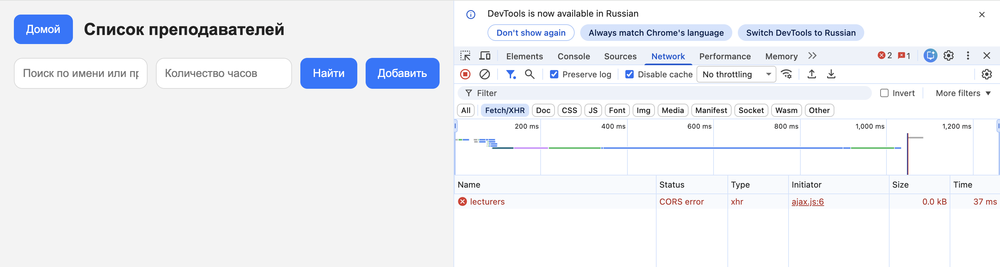 Домой Список преподавателей
Поиск по имени или пр Количество часов Найти Добавить
DevTools is now available in Russian
Don't show again Always match Chrome's language Switch DevTools to Russian
Elements Console Sources Network Performance Memory 2 1
Preserve log Disable cache No throttling
Filter Invert More filters
All Fetch/XHR Doc CSS JS Font Img Media Manifest Socket Wasm Other
200 ms 400 ms 600 ms 800 ms 1,000 ms 1,200 ms
Name Status Type Initiator Size Time
lecturers CORS error xhr ajax.js:6 0.0 kB 37 ms